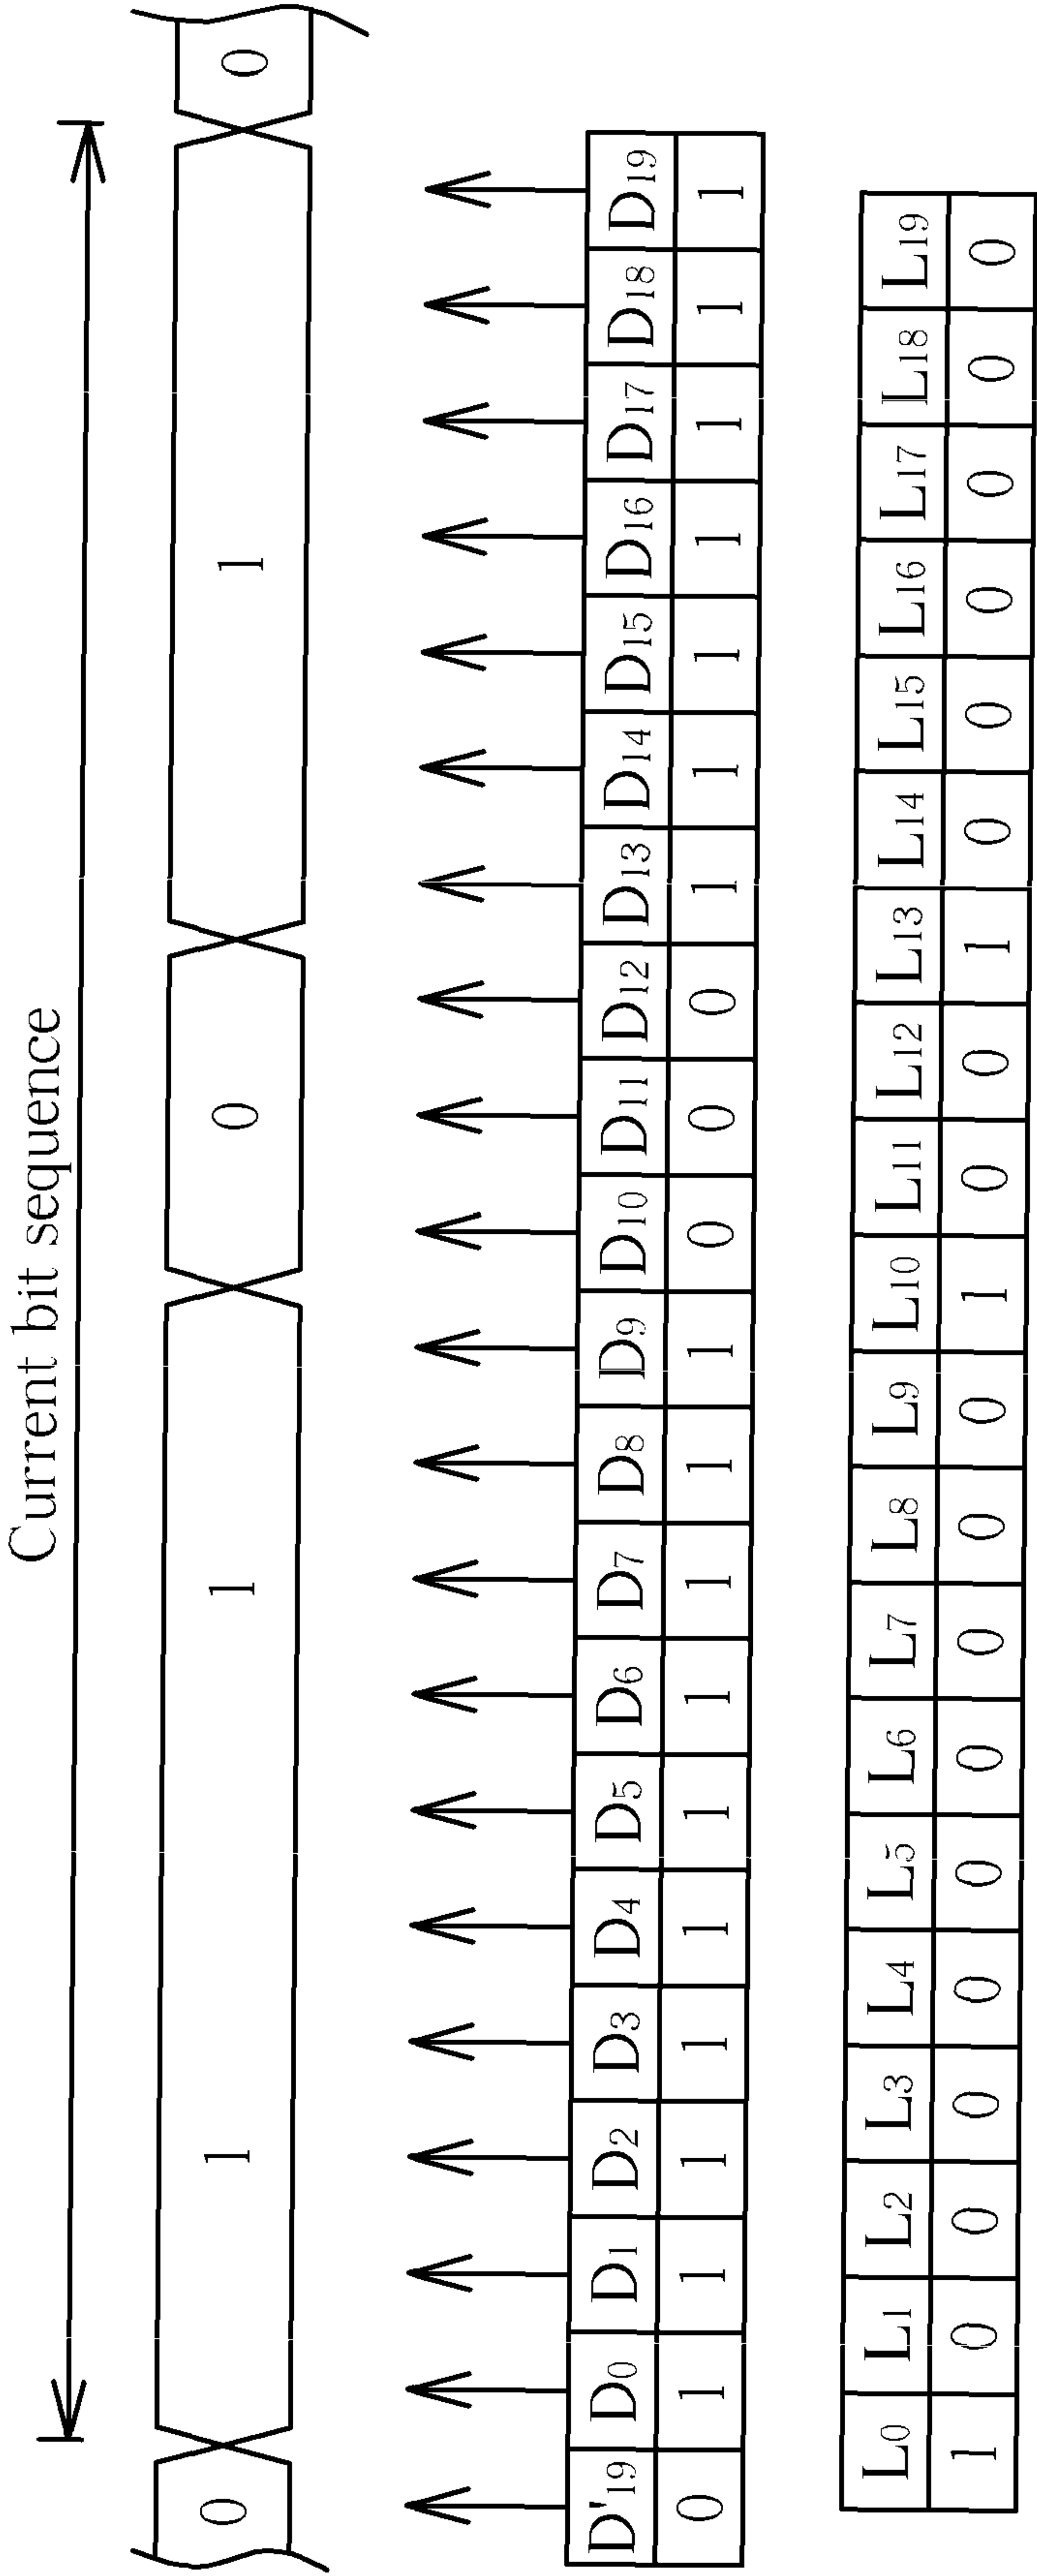 Current bit sequence
0 1 1 0 1 0
D'19 D0 D1 D2 D3 D4 D5 D6 D7 D8 D9 D10 D11 D12 D13 D14 D15 D16 D17 D18 D19
0 1 1 1 1 1 1 1 1 1 1 0 0 0 1 1 1 1 1 1 1
L0 L1 L2 L3 L4 L5 L6 L7 L8 L9 L10 L11 L12 L13 L14 L15 L16 L17 L18 L19
1 0 0 0 0 0 0 0 0 0 1 0 0 1 0 0 0 0 0 0